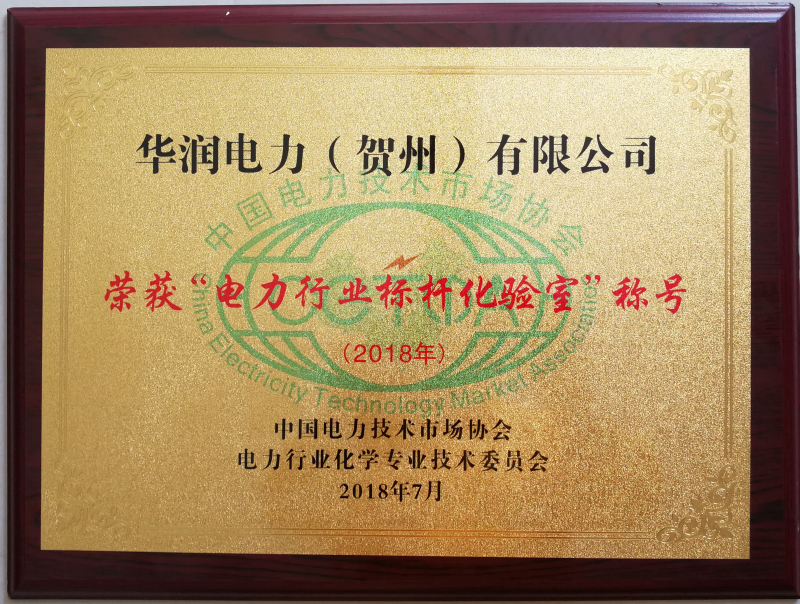 华润电力（贺州）有限公司
中国电力技术市场协会
荣获“电力行业标杆化验室”称号
（2018年）
China Electricity Technology Market Association
中国电力技术市场协会
电力行业化学专业技术委员会
2018年7月